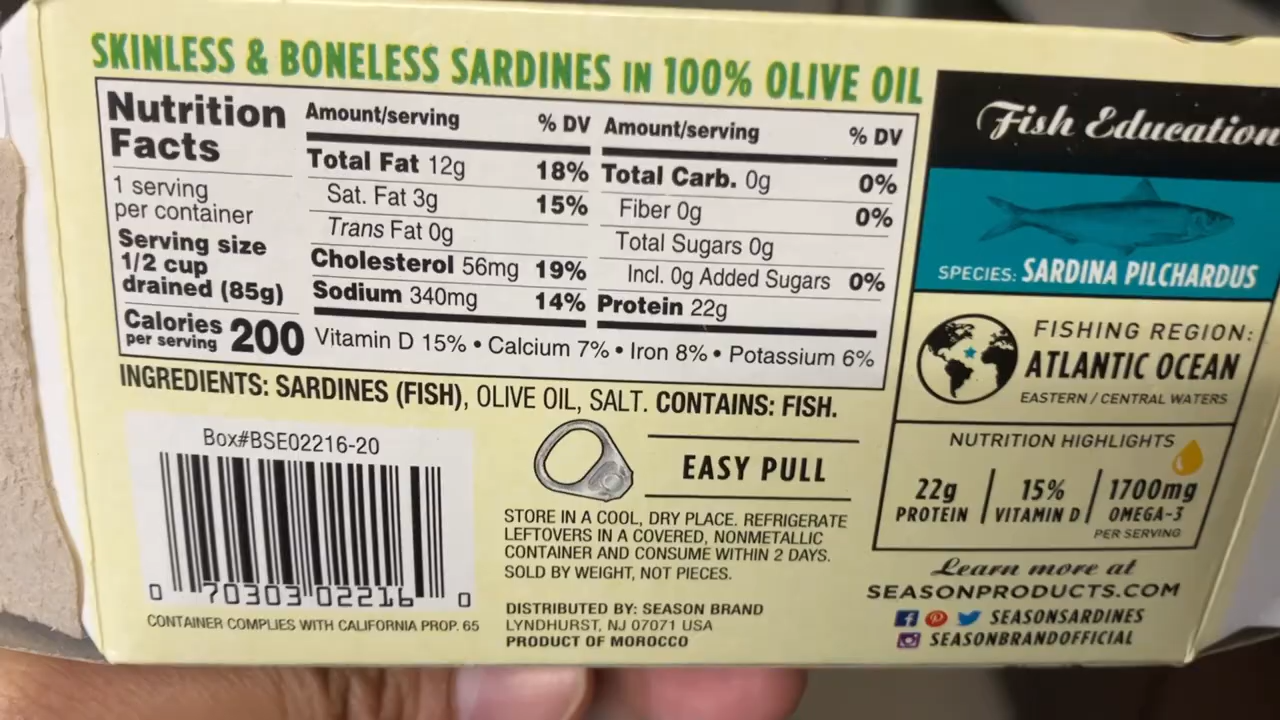 SKINLESS & BONELESS SARDINES IN 100% OLIVE OIL
Nutrition
Facts
1 serving
per container
Serving size
1/2 cup
drained (85g)
Calories
per serving
200
Amount/serving % DV
Total Fat 12g 18%
Sat. Fat 3g 15%
Trans Fat 0g
Cholesterol 56mg 19%
Sodium 340mg 14%
Amount/serving % DV
Total Carb. 0g 0%
Fiber 0g 0%
Total Sugars 0g
Incl. 0g Added Sugars 0%
Protein 22g
Vitamin D 15% • Calcium 7% • Iron 8% • Potassium 6%
INGREDIENTS: SARDINES (FISH), OLIVE OIL, SALT. CONTAINS: FISH.
Box#BSE02216-20
0 70303 02216 0
CONTAINER COMPLIES WITH CALIFORNIA PROP. 65
EASY PULL
STORE IN A COOL, DRY PLACE. REFRIGERATE
LEFTOVERS IN A COVERED, NONMETALLIC
CONTAINER AND CONSUME WITHIN 2 DAYS.
SOLD BY WEIGHT, NOT PIECES.
DISTRIBUTED BY: SEASON BRAND
LYNDHURST, NJ 07071 USA
PRODUCT OF MOROCCO
Fish Education
SPECIES: SARDINA PILCHARDUS
FISHING REGION:
ATLANTIC OCEAN
EASTERN / CENTRAL WATERS
NUTRITION HIGHLIGHTS
22g
PROTEIN
15%
VITAMIN D
1700mg
OMEGA-3
PER SERVING
Learn more at
SEASONPRODUCTS.COM
SEASONSARDINES
SEASONBRANDOFFICIAL